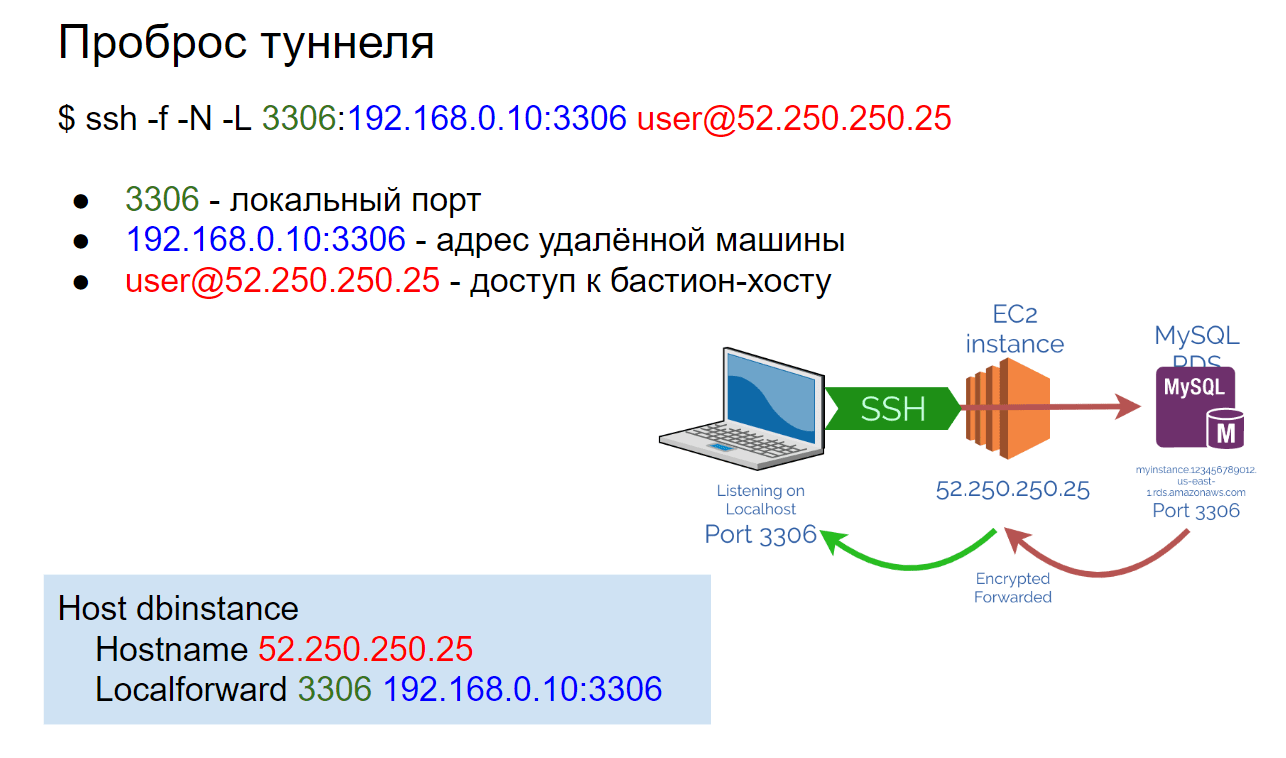 Проброс туннеля
$ ssh -f -N -L 3306:192.168.0.10:3306 user@52.250.250.25
● 3306 - локальный порт
● 192.168.0.10:3306 - адрес удалённой машины
● user@52.250.250.25 - доступ к бастион-хосту
EC2
instance
MySQL
RDS
SSH
MySQL
M
Listening on
Localhost
Port 3306
52.250.250.25
myinstance.123456789012.
us-east-
1.rds.amazonaws.com
Port 3306
Encrypted
Forwarded
Host dbinstance
Hostname 52.250.250.25
Localforward 3306 192.168.0.10:3306